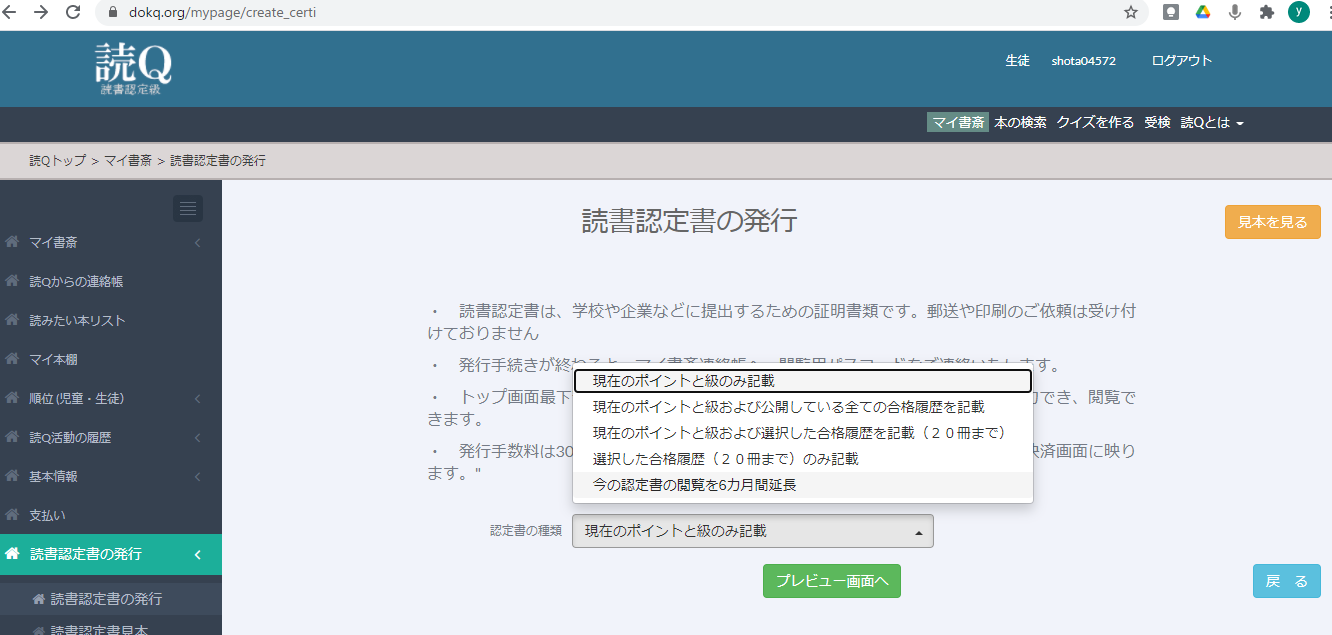 dokq.org/mypage/create_certi
y
読Q
読書認定級
生徒 shota04572 ログアウト
マイ書斎 本の検索 クイズを作る 受検 読Qとは
読Qトップ > マイ書斎 > 読書認定書の発行
マイ書斎
読Qからの連絡帳
読みたい本リスト
マイ本棚
順位(児童・生徒)
読Q活動の履歴
基本情報
支払い
読書認定書の発行
読書認定書の発行
読書認定書見本
読書認定書の発行
見本を見る
・ 読書認定書は、学校や企業などに提出するための証明書類です。郵送や印刷のご依頼は受け付
けておりません
・ 発行手続きが終わると、マイ書斎連絡帳へ、閲覧用パスワードをご連絡いたします。
・ トップ画面最下 でき、閲覧で
きます。
・ 発行手数料は30 決済画面に映り
ます。"
現在のポイントと級のみ記載
現在のポイントと級および公開している全ての合格履歴を記載
現在のポイントと級および選択した合格履歴を記載（２０冊まで）
選択した合格履歴（２０冊まで）のみ記載
今の認定書の閲覧を6カ月間延長
認定書の種類 現在のポイントと級のみ記載
プレビュー画面へ
戻 る